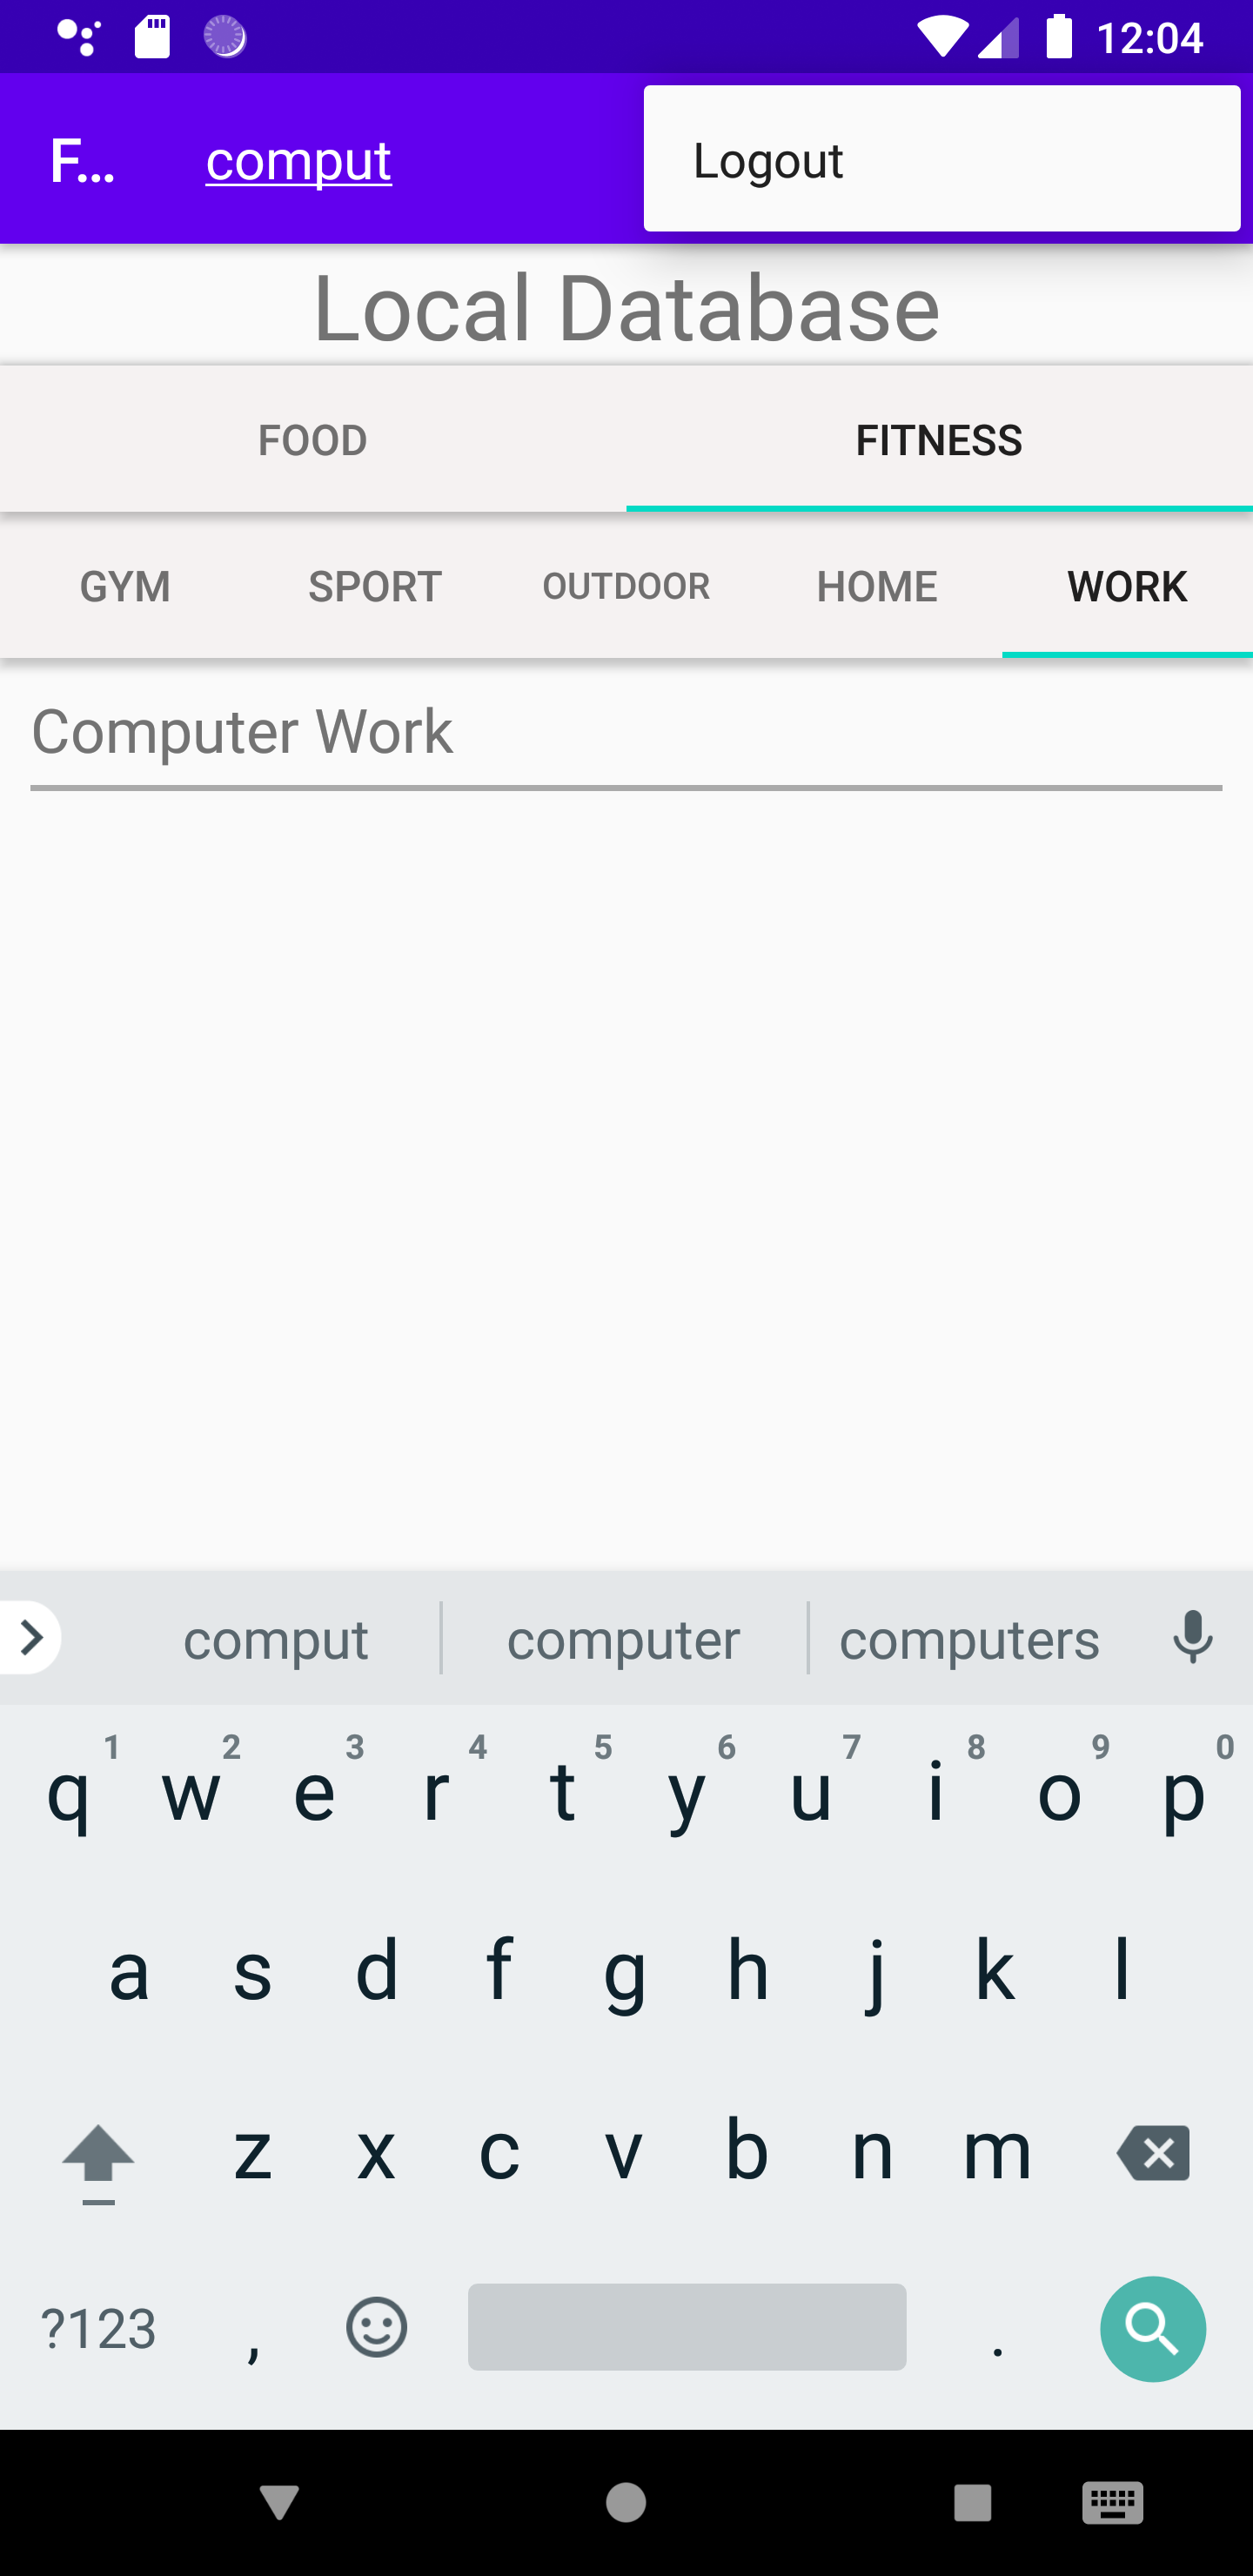 12:04
F... comput Logout
Local Database
FOOD FITNESS
GYM SPORT OUTDOOR HOME WORK
Computer Work
comput computer computers
1 2 3 4 5 6 7 8 9 0
q w e r t y u i o p
a s d f g h j k l
z x c v b n m
?123 , .